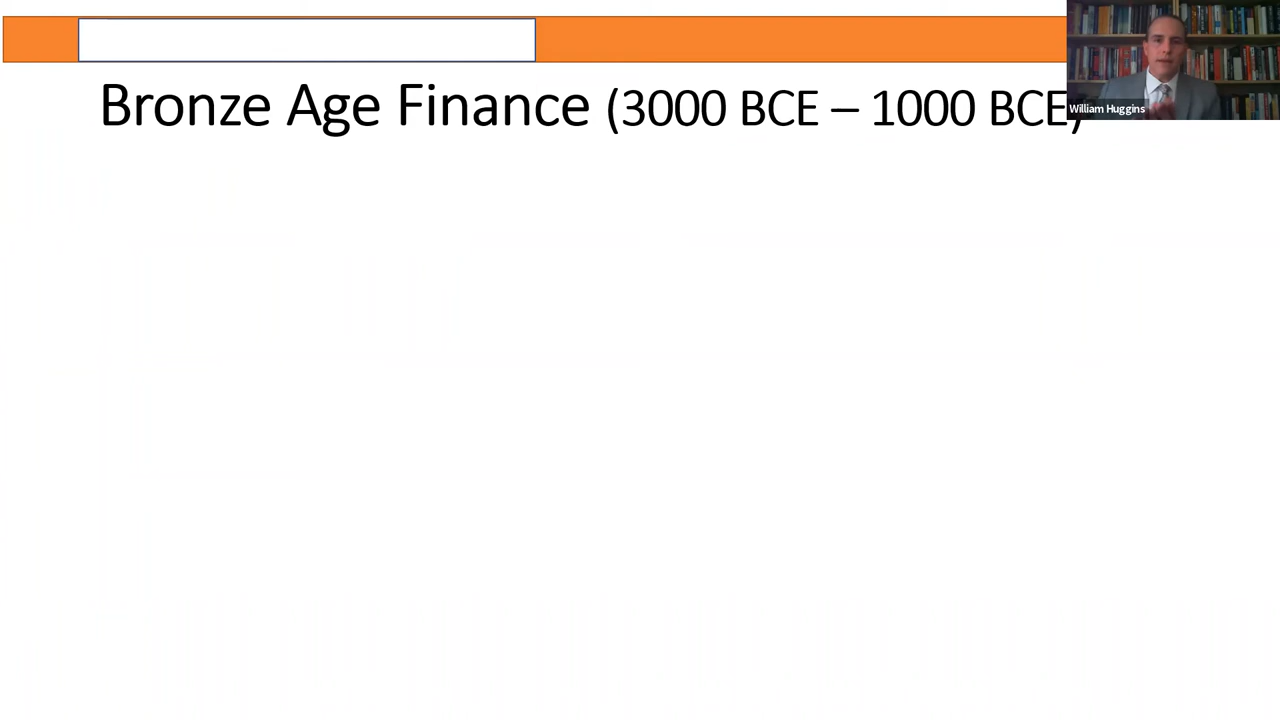 Bronze Age Finance (3000 BCE – 1000 BCE)
William Huggins